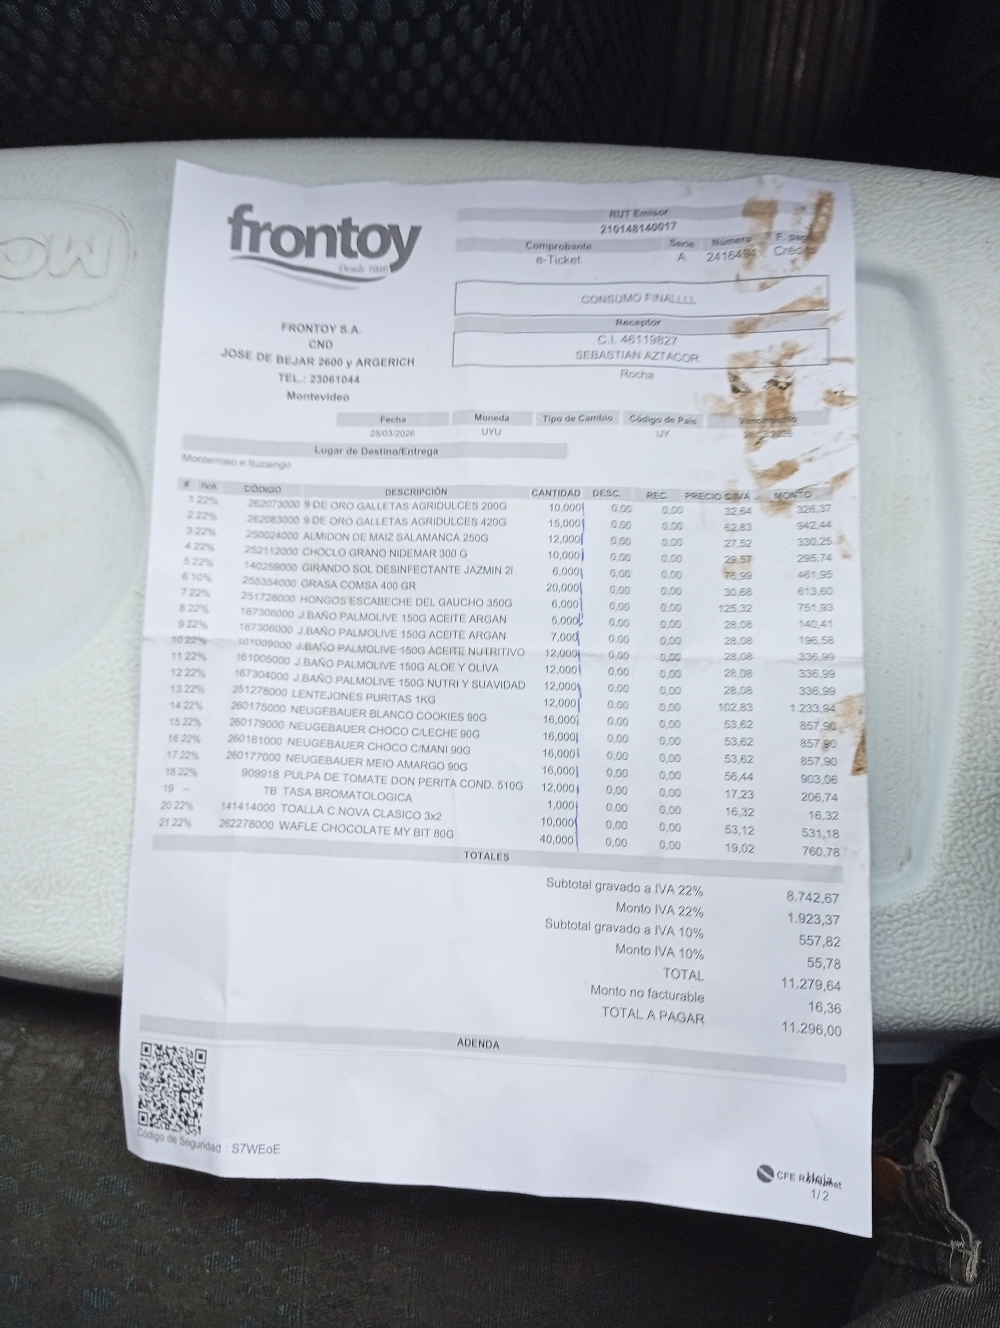 frontoy
Desde 1940
RUT Emisor
210148140017
Comprobante Serie Número F. pago
e-Ticket A 2416494 Crédito
CONSUMO FINALLLL
Receptor
C.I. 46119827
SEBASTIAN AZTACOR
Rocha
FRONTOY S.A.
CND
JOSE DE BEJAR 2600 y ARGERICH
TEL.: 23061044
Montevideo
Fecha Moneda Tipo de Cambio Código de País Vencimiento
28/03/2026 UYU UY
Lugar de Destino/Entrega
Monterroso e Ituzaingo
# IVA CÓDIGO DESCRIPCIÓN CANTIDAD DESC. REC. PRECIO C/IVA MONTO
1 22% 262073000 9 DE ORO GALLETAS AGRIDULCES 200G 10,000 0,00 0,00 32,64 326,37
2 22% 262083000 9 DE ORO GALLETAS AGRIDULCES 420G 15,000 0,00 0,00 62,83 942,44
3 22% 250024000 ALMIDON DE MAIZ SALAMANCA 250G 12,000 0,00 0,00 27,52 330,25
4 22% 252112000 CHOCLO GRANO NIDEMAR 300 G 10,000 0,00 0,00 29,57 295,74
5 22% 140259000 GIRANDO SOL DESINFECTANTE JAZMIN 2l 6,000 0,00 0,00 76,99 461,95
6 10% 255354000 GRASA COMSA 400 GR 20,000 0,00 0,00 30,68 613,60
7 22% 251728000 HONGOS ESCABECHE DEL GAUCHO 350G 6,000 0,00 0,00 125,32 751,93
8 22% 167306000 J.BAÑO PALMOLIVE 150G ACEITE ARGAN 5,000 0,00 0,00 28,08 140,41
9 22% 167306000 J.BAÑO PALMOLIVE 150G ACEITE ARGAN 7,000 0,00 0,00 28,08 196,58
10 22% 161009000 J.BAÑO PALMOLIVE 150G ACEITE NUTRITIVO 12,000 0,00 0,00 28,08 336,99
11 22% 161005000 J.BAÑO PALMOLIVE 150G ALOE Y OLIVA 12,000 0,00 0,00 28,08 336,99
12 22% 167304000 J.BAÑO PALMOLIVE 150G NUTRI Y SUAVIDAD 12,000 0,00 0,00 28,08 336,99
13 22% 251278000 LENTEJONES PURITAS 1KG 12,000 0,00 0,00 102,83 1.233,94
14 22% 260175000 NEUGEBAUER BLANCO COOKIES 90G 16,000 0,00 0,00 53,62 857,90
15 22% 260179000 NEUGEBAUER CHOCO C/LECHE 90G 16,000 0,00 0,00 53,62 857,90
16 22% 260181000 NEUGEBAUER CHOCO C/MANI 90G 16,000 0,00 0,00 53,62 857,90
17 22% 260177000 NEUGEBAUER MEIO AMARGO 90G 16,000 0,00 0,00 56,44 903,06
18 22% 909918 PULPA DE TOMATE DON PERITA COND. 510G 12,000 0,00 0,00 17,23 206,74
19 -- TB TASA BROMATOLOGICA 1,000 0,00 0,00 16,32 16,32
20 22% 141414000 TOALLA C.NOVA CLASICO 3x2 10,000 0,00 0,00 53,12 531,18
21 22% 262278000 WAFLE CHOCOLATE MY BIT 80G 40,000 0,00 0,00 19,02 760,78
TOTALES
Subtotal gravado a IVA 22% 8.742,67
Monto IVA 22% 1.923,37
Subtotal gravado a IVA 10% 557,82
Monto IVA 10% 55,78
TOTAL 11.279,64
Monto no facturable 16,36
TOTAL A PAGAR 11.296,00
ADENDA
Código de Seguridad : S7WEoE
CFE
Hoja
1/ 2